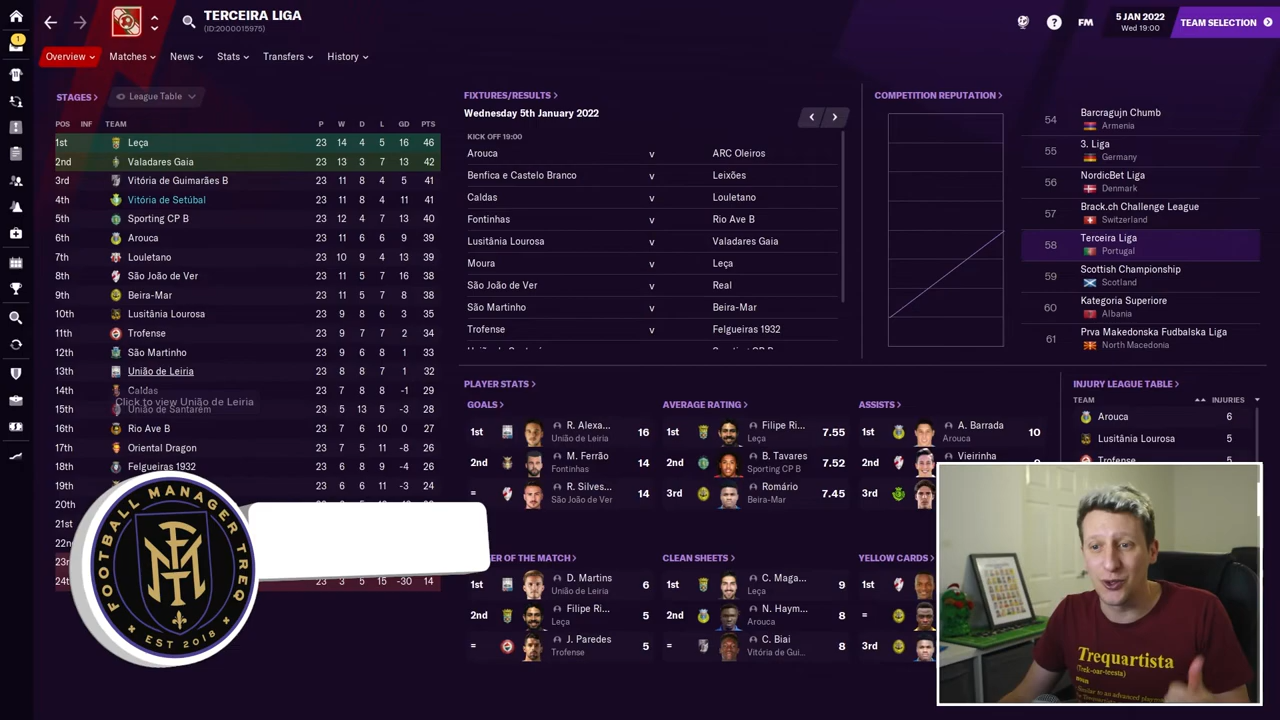 TERCEIRA LIGA
(ID:2000015975)
5 JAN 2022
Wed 19:00
FM
TEAM SELECTION
1
Overview
Matches
News
Stats
Transfers
History
STAGES
League Table
POS INF TEAM P W D L GD PTS
1st Leça 23 14 4 5 16 46
2nd Valadares Gaia 23 13 3 7 13 42
3rd Vitória de Guimarães B 23 11 8 4 5 41
4th Vitória de Setúbal 23 11 8 4 11 41
5th Sporting CP B 23 12 4 7 13 40
6th Arouca 23 11 6 6 9 39
7th Louletano 23 10 9 4 13 39
8th São João de Ver 23 11 5 7 16 38
9th Beira-Mar 23 11 5 7 8 38
10th Lusitânia Lourosa 23 9 8 6 3 35
11th Trofense 23 9 7 7 2 34
12th São Martinho 23 9 6 8 1 33
13th União de Leiria 23 8 8 7 1 32
14th Caldas 23 8 7 8 -1 31
Click to view União de Leiria
15th União de Santarém 23 5 13 5 -3 28
16th Rio Ave B 23 7 6 10 0 27
17th Oriental Dragon 23 7 5 11 -8 26
18th Felgueiras 1932 23 6 8 9 -4 26
19th 23 6 6 11 -3 24
20th
21st
22nd
23rd
24th 23 3 5 15 -30 14
FOOTBALL MANAGER TREQ
EST 2018
FIXTURES/RESULTS
Wednesday 5th January 2022
KICK OFF 19:00
Arouca v ARC Oleiros
Benfica e Castelo Branco v Leixões
Caldas v Louletano
Fontinhas v Rio Ave B
Lusitânia Lourosa v Valadares Gaia
Moura v Leça
São João de Ver v Real
São Martinho v Beira-Mar
Trofense v Felgueiras 1932
COMPETITION REPUTATION
54 Barcragujn Chumb
Armenia
55 3. Liga
Germany
56 NordicBet Liga
Denmark
57 Brack.ch Challenge League
Switzerland
58 Terceira Liga
Portugal
59 Scottish Championship
Scotland
60 Kategoria Superiore
Albania
61 Prva Makedonska Fudbalska Liga
North Macedonia
PLAYER STATS
GOALS
1st R. Alexa... 16
União de Leiria
2nd M. Ferrão 14
Fontinhas
= R. Silves... 14
São João de Ver
AVERAGE RATING
1st Filipe Ri... 7.55
Leça
2nd B. Tavares 7.52
Sporting CP B
3rd Romário 7.45
Beira-Mar
ASSISTS
1st A. Barrada 10
Arouca
2nd Vieirinha
3rd
INJURY LEAGUE TABLE
TEAM INJURIES
Arouca 6
Lusitânia Lourosa 5
Trofense 5
ER OF THE MATCH
1st D. Martins 6
União de Leiria
2nd Filipe Ri... 5
Leça
= J. Paredes 5
Trofense
CLEAN SHEETS
1st C. Maga... 9
Leça
2nd N. Haym... 8
Arouca
= C. Biai 8
Vitória de Gui...
YELLOW CARDS
1st
=
3rd
Trequartista
(Trek-oar-teesta)
NOUN